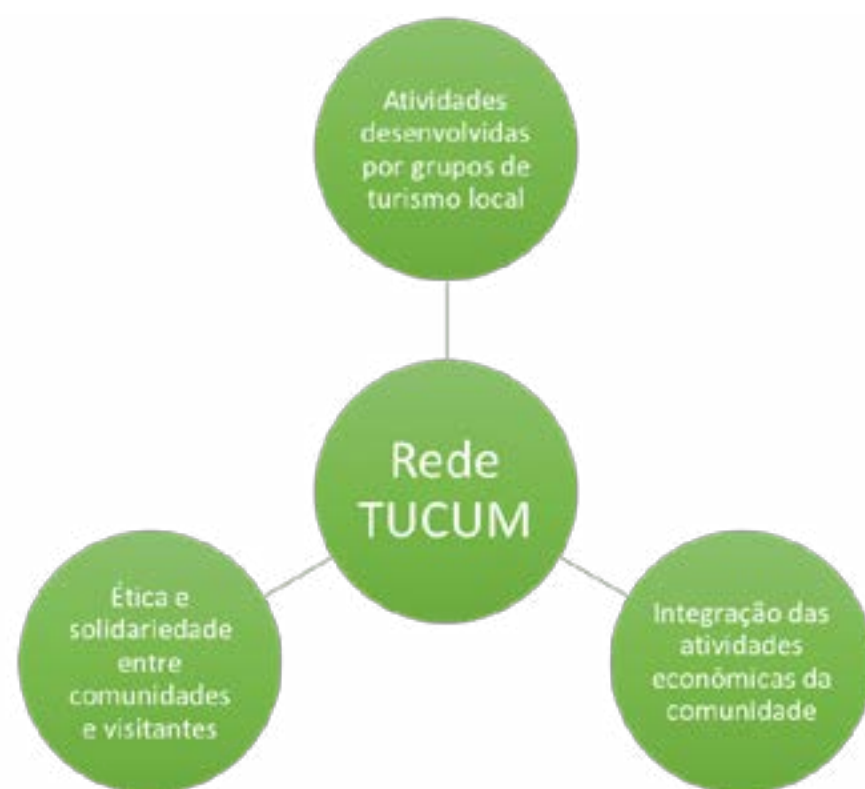 Atividades
desenvolvidas
por grupos de
turismo local
Rede
TUCUM
Ética e
solidariedade
entre
comunidades
e visitantes
Integração das
atividades
econômicas da
comunidade